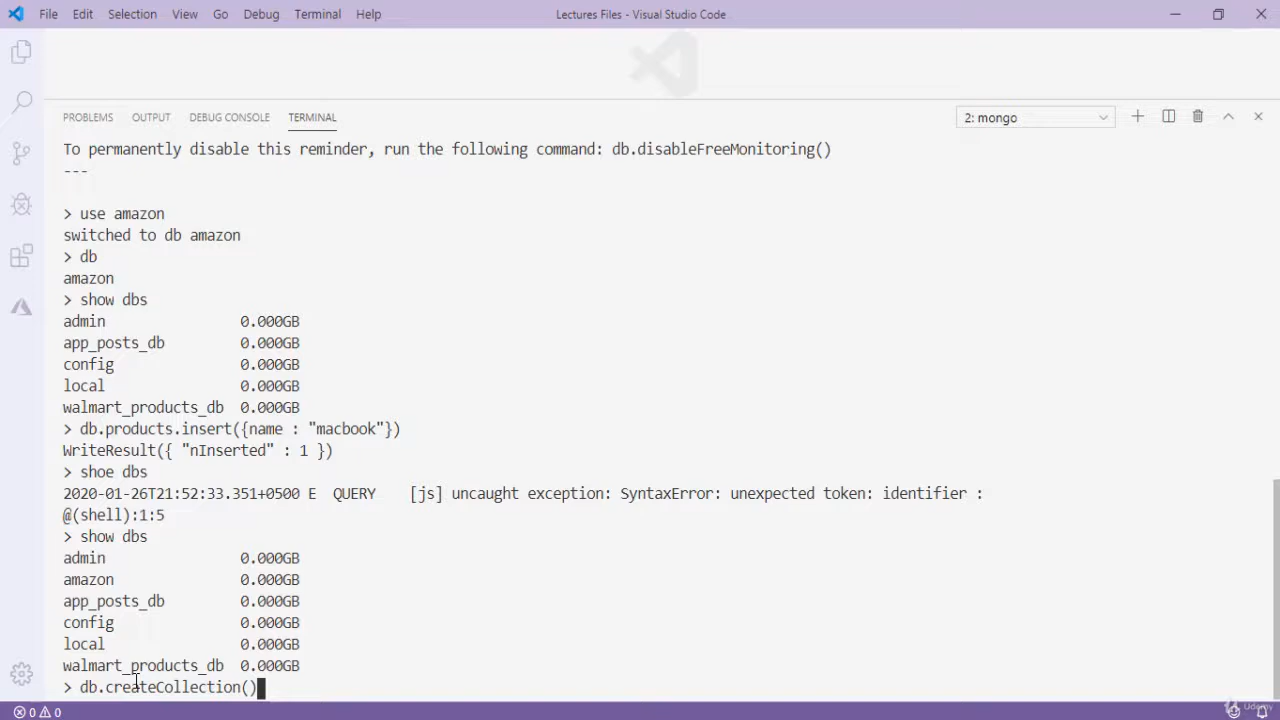 File Edit Selection View Go Debug Terminal Help Lectures Files - Visual Studio Code
PROBLEMS OUTPUT DEBUG CONSOLE TERMINAL 2: mongo
To permanently disable this reminder, run the following command: db.disableFreeMonitoring()
---
> use amazon
switched to db amazon
> db
amazon
> show dbs
admin 0.000GB
app_posts_db 0.000GB
config 0.000GB
local 0.000GB
walmart_products_db 0.000GB
> db.products.insert({name : "macbook"})
WriteResult({ "nInserted" : 1 })
> shoe dbs
2020-01-26T21:52:33.351+0500 E QUERY [js] uncaught exception: SyntaxError: unexpected token: identifier :
@(shell):1:5
> show dbs
admin 0.000GB
amazon 0.000GB
app_posts_db 0.000GB
config 0.000GB
local 0.000GB
walmart_products_db 0.000GB
> db.createCollection()
0 0 Udemy